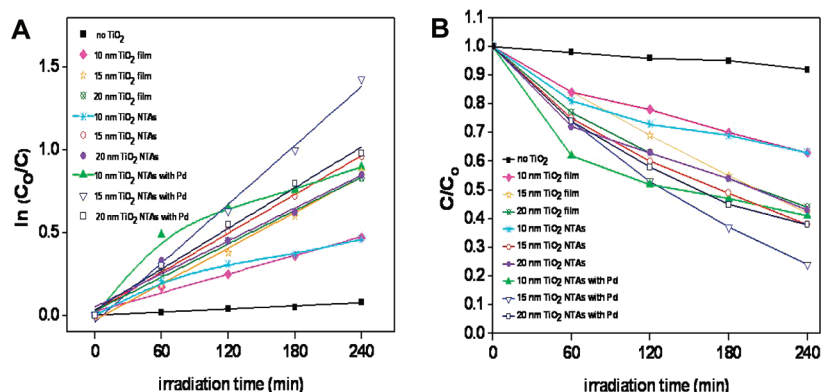 A
ln (C₀/C)
1.5
1.0
0.5
0.0
0 60 120 180 240
irradiation time (min)
no TiO₂
10 nm TiO₂ film
15 nm TiO₂ film
20 nm TiO₂ film
10 nm TiO₂ NTAs
15 nm TiO₂ NTAs
20 nm TiO₂ NTAs
10 nm TiO₂ NTAs with Pd
15 nm TiO₂ NTAs with Pd
20 nm TiO₂ NTAs with Pd
B
C/C₀
1.1
1.0
0.9
0.8
0.7
0.6
0.5
0.4
0.3
0.2
0.1
0.0
0 60 120 180 240
irradiation time (min)
no TiO₂
10 nm TiO₂ film
15 nm TiO₂ film
20 nm TiO₂ film
10 nm TiO₂ NTAs
15 nm TiO₂ NTAs
20 nm TiO₂ NTAs
10 nm TiO₂ NTAs with Pd
15 nm TiO₂ NTAs with Pd
20 nm TiO₂ NTAs with Pd